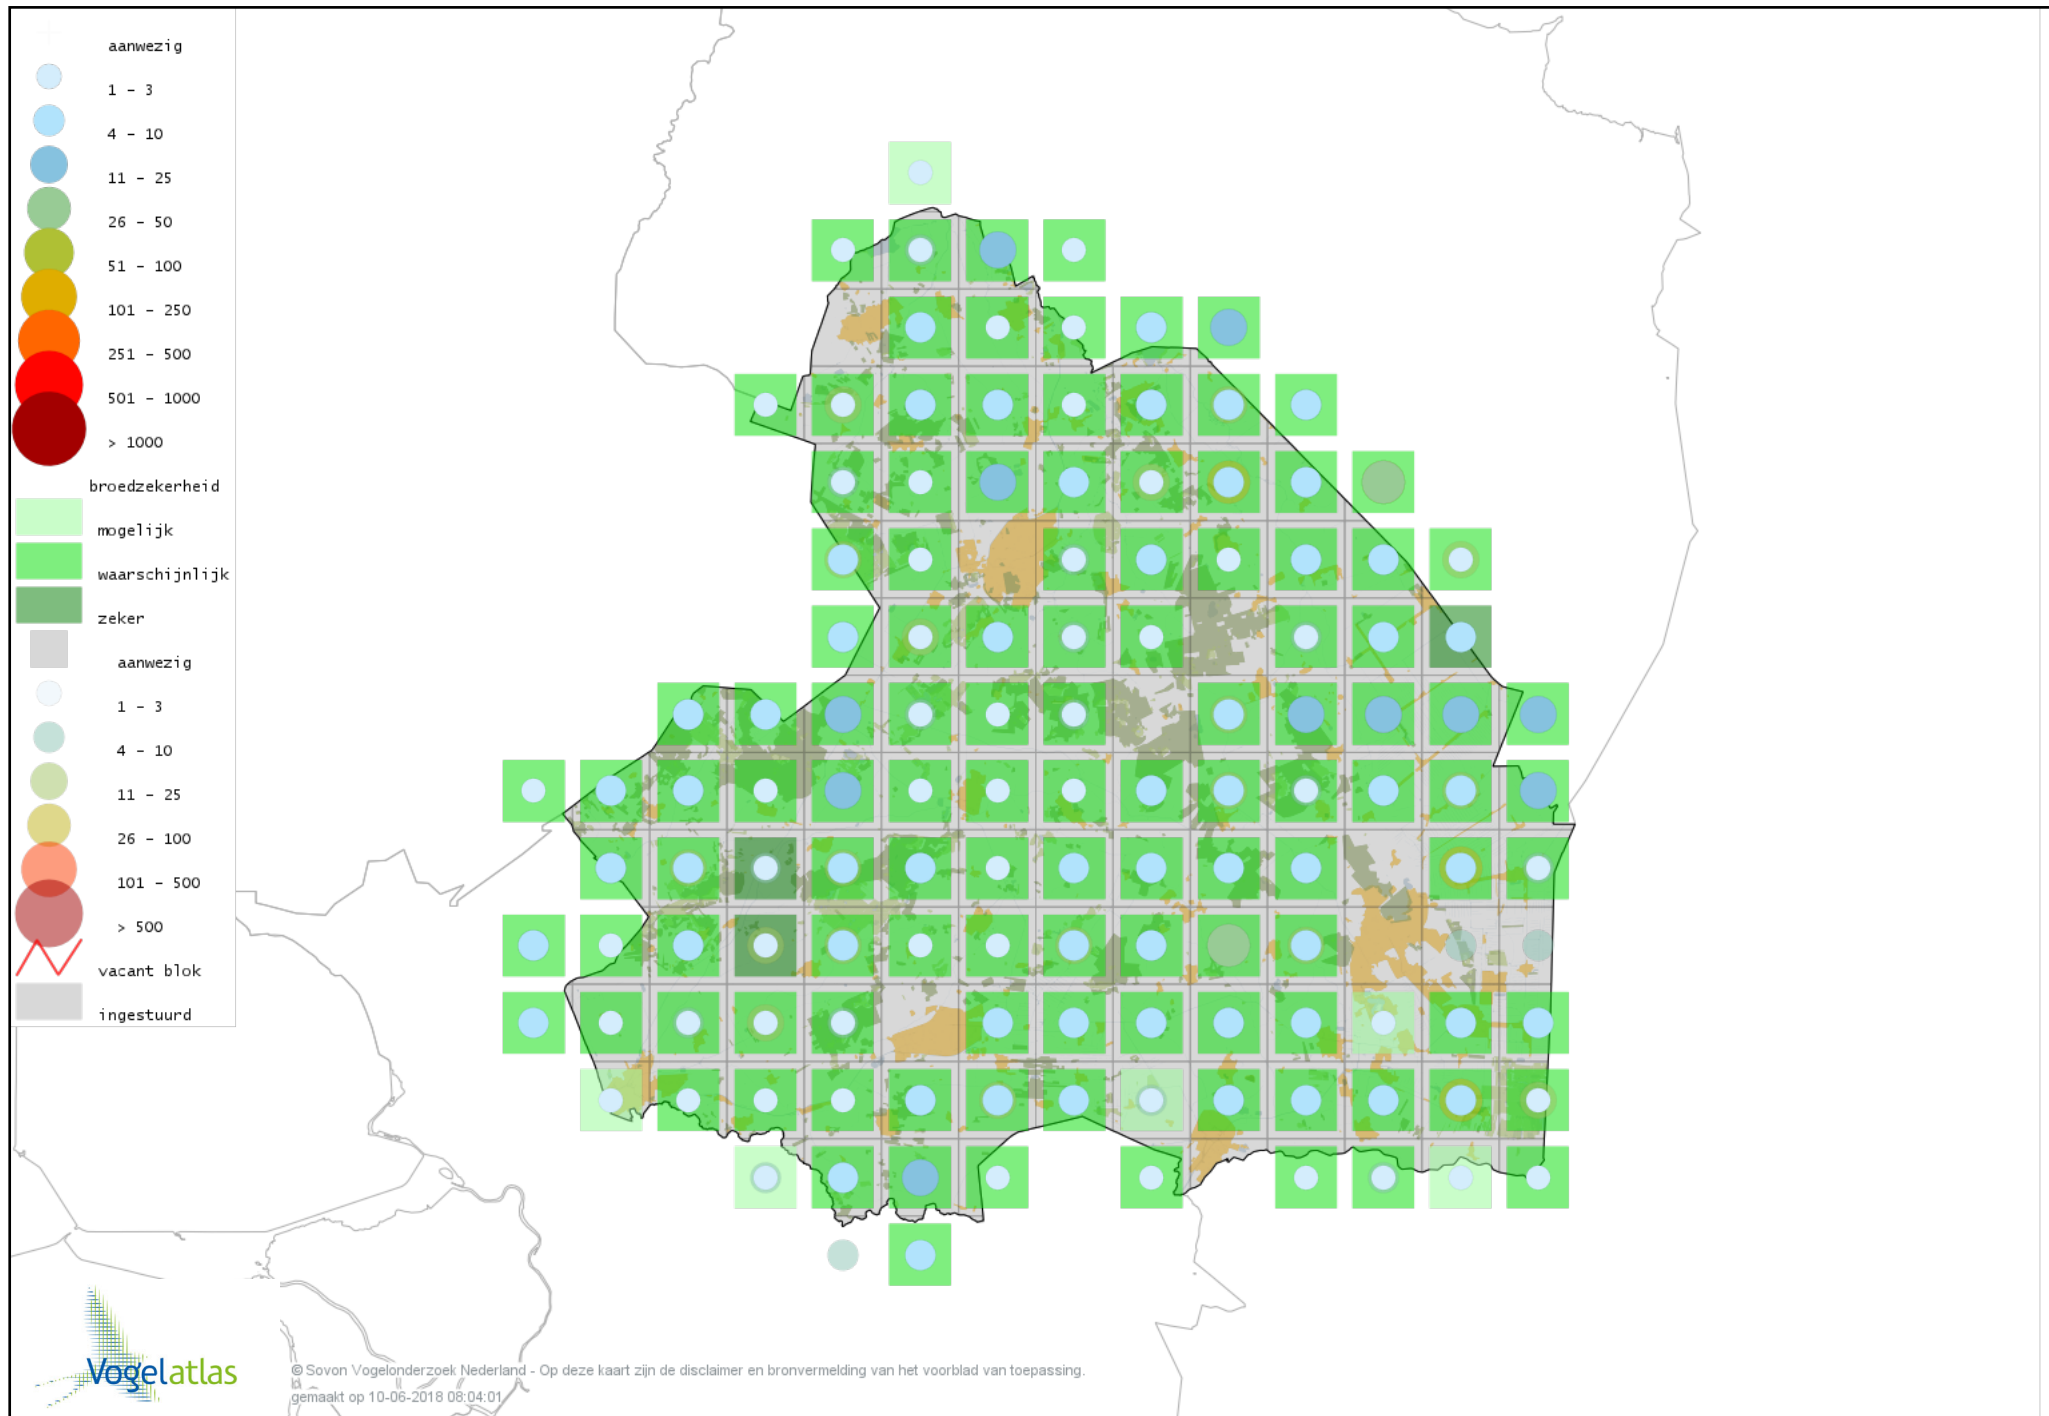 aanwezig
1 - 3
4 - 10
11 - 25
26 - 50
51 - 100
101 - 250
251 - 500
501 - 1000
> 1000
broedzekerheid
mogelijk
waarschijnlijk
zeker
aanwezig
1 - 3
4 - 10
11 - 25
26 - 100
101 - 500
> 500
vacant blok
ingestuurd
Vogelatlas
© Sovon Vogelonderzoek Nederland - Op deze kaart zijn de disclaimer en bronvermelding van het voorblad van toepassing.
gemaakt op 10-06-2018 08:04:01